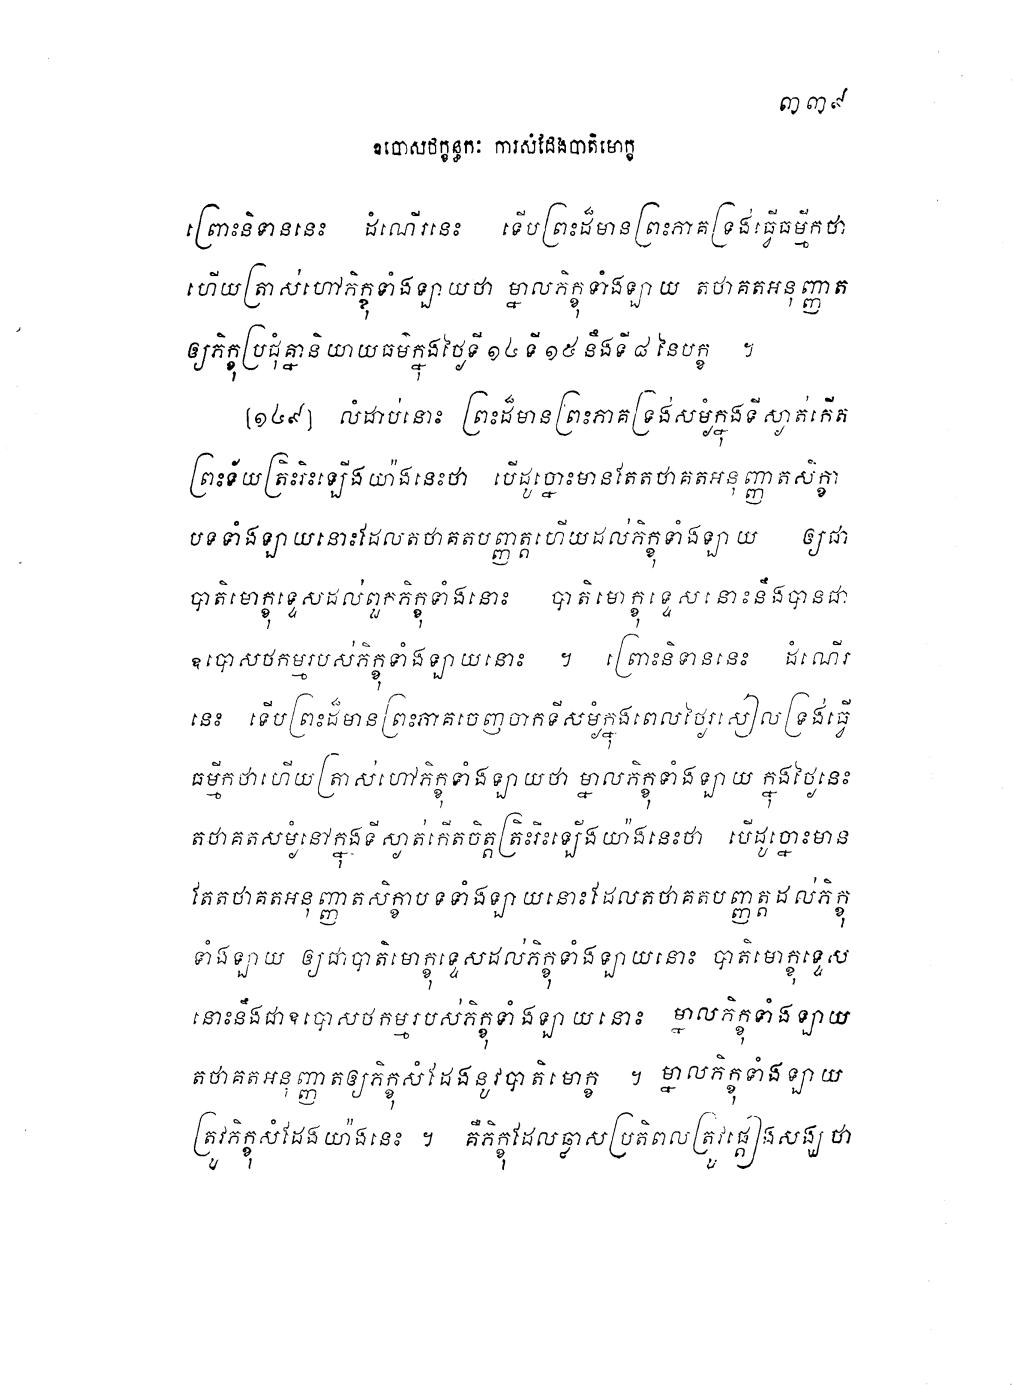 ៣៣៩
ឧបោសថក្ខន្ធកៈ ការសំដែងបាតិមោក្ខ
ព្រោះនិទាននេះ ដំណើរនេះ ទើបព្រះដ៏មានព្រះភាគទ្រង់ធ្វើធម្មីកថា
ហើយត្រាស់ហៅភិក្ខុទាំងឡាយថា ម្នាលភិក្ខុទាំងឡាយ តថាគតអនុញ្ញាត
ឲ្យភិក្ខុប្រជុំគ្នានិយាយធម៌ក្នុងថ្ងៃទី ១៤ ទី ១៥ នឹងទី ៨ នៃបក្ខ ។
[១៤៩] លំដាប់នោះ ព្រះដ៏មានព្រះភាគទ្រង់សម្ងំក្នុងទីស្ងាត់កើត
ព្រះទ័យត្រិះរិះឡើងយ៉ាងនេះថា បើដូច្នោះមានតែតថាគតអនុញ្ញាតសិក្ខា
បទទាំងឡាយនោះដែលតថាគតបញ្ញត្តហើយដល់ភិក្ខុទាំងឡាយ ឲ្យជា
បាតិមោក្ខុទ្ទេសដល់ពួកភិក្ខុទាំងនោះ បាតិមោក្ខុទ្ទេសនោះនឹងបានជា
ឧបោសថកម្មរបស់ភិក្ខុទាំងឡាយនោះ ។ ព្រោះនិទាននេះ ដំណើរ
នេះ ទើបព្រះដ៏មានព្រះភាគចេញចាកទីសម្ងំក្នុងពេលថ្ងៃរសៀលទ្រង់ធ្វើ
ធម្មីកថាហើយត្រាស់ហៅភិក្ខុទាំងឡាយថា ម្នាលភិក្ខុទាំងឡាយ ក្នុងថ្ងៃនេះ
តថាគតសម្ងំនៅក្នុងទីស្ងាត់កើតចិត្តត្រិះរិះឡើងយ៉ាងនេះថា បើដូច្នោះមាន
តែតថាគតអនុញ្ញាតសិក្ខាបទទាំងឡាយនោះដែលតថាគតបញ្ញត្តដល់ភិក្ខុ
ទាំងឡាយ ឲ្យជាបាតិមោក្ខុទ្ទេសដល់ភិក្ខុទាំងឡាយនោះ បាតិមោក្ខុទ្ទេស
នោះនឹងជាឧបោសថកម្មរបស់ភិក្ខុទាំងឡាយនោះ ម្នាលភិក្ខុទាំងឡាយ
តថាគតអនុញ្ញាតឲ្យភិក្ខុសំដែងនូវបាតិមោក្ខ ។ ម្នាលភិក្ខុទាំងឡាយ
ត្រូវភិក្ខុសំដែងយ៉ាងនេះ ។ គឺភិក្ខុដែលឆ្លាសប្រតិពលត្រូវផ្តៀងសង្ឃថា